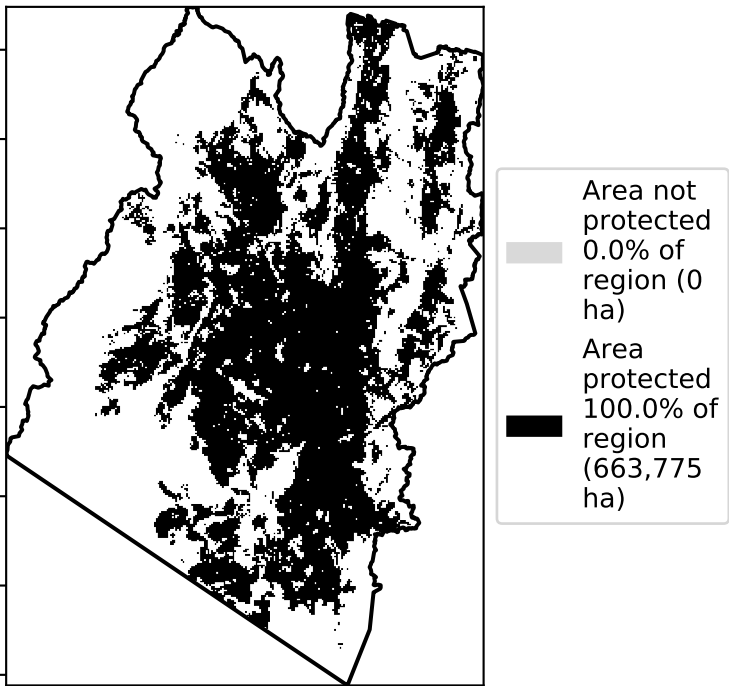 Area not
protected
0.0% of
region (0
ha)
Area
protected
100.0% of
region
(663,775
ha)